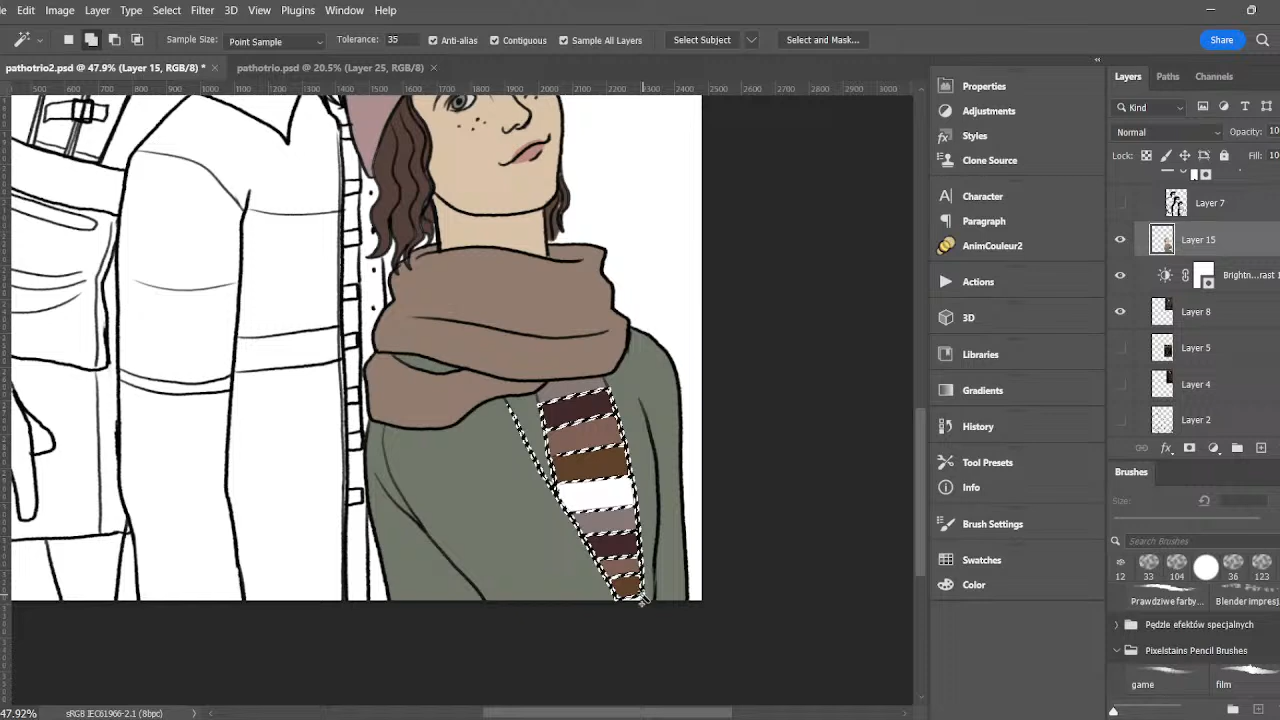 Edit Image Layer Type Select Filter 3D View Plugins Window Help
Sample Size: Point Sample Tolerance: 35 Anti-alias Contiguous Sample All Layers Select Subject Select and Mask... Share
pathotrio2.psd @ 47.9% (Layer 15, RGB/8) * × pathotrio.psd @ 20.5% (Layer 25, RGB/8) ×
500 600 700 800 900 1000 1100 1200 1300 1400 1500 1600 1700 1800 1900 2000 2100 2200 2300 2400 2500 2600 2700 2800 2900 3000
Properties
Adjustments
Styles
Clone Source
Character
Paragraph
AnimCouleur2
Actions
3D
Libraries
Gradients
History
Tool Presets
Info
Brush Settings
Swatches
Color
Layers Paths Channels
Kind
Normal Opacity: 10
Lock: Fill: 10
Layer 7
Layer 15
Brightn...rast 1
Layer 8
Layer 5
Layer 4
Layer 2
Brushes
Size:
Search Brushes
12 33 104 36 123
Prawdziwe farby... Blender impres
Pędzle efektów specjalnych
Pixelstains Pencil Brushes
game film
47.92% sRGB IEC61966-2.1 (8bpc)